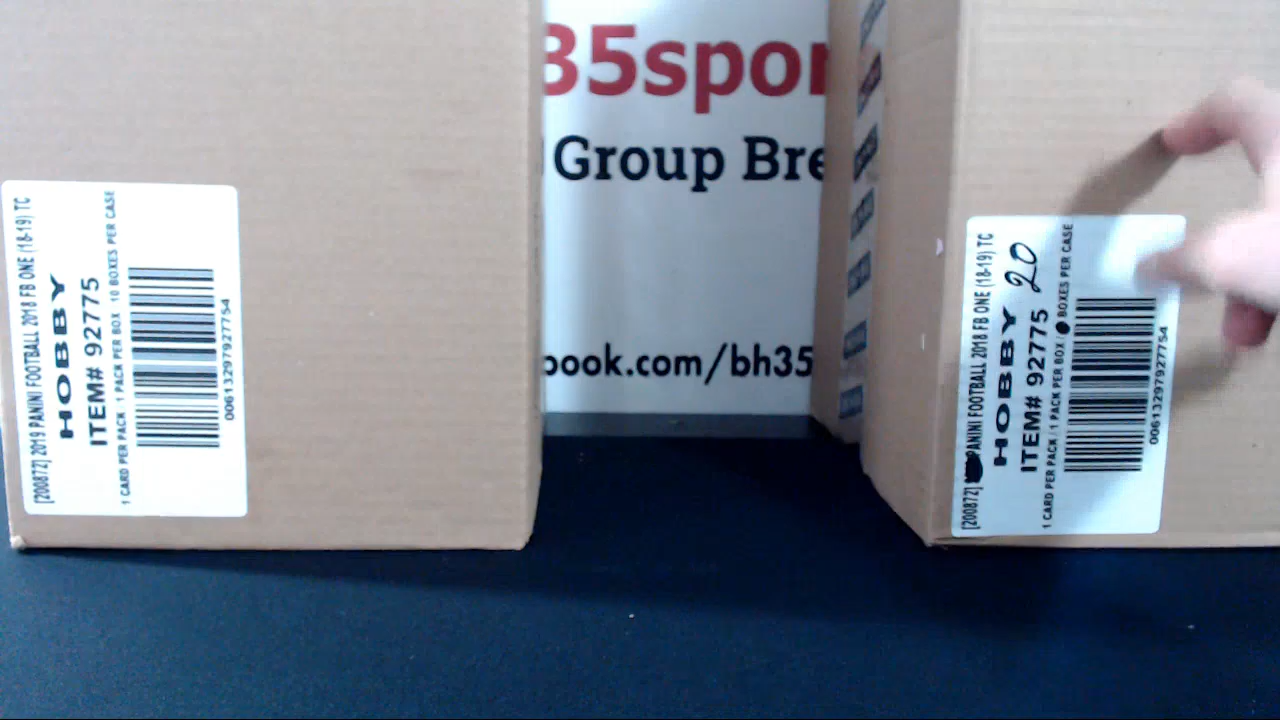 [200872] 2019 PANINI FOOTBALL 2018 FB ONE (18-19) TC
HOBBY
ITEM# 92775
1 CARD PER PACK 1 PACK PER BOX 10 BOXES PER CASE
00613297927754
35spor
Group Bre
book.com/bh35
[200872] PANINI FOOTBALL 2018 FB ONE (18-19) TC
HOBBY 20
ITEM# 92775
1 CARD PER PACK / 1 PACK PER BOX / BOXES PER CASE
00613297927754